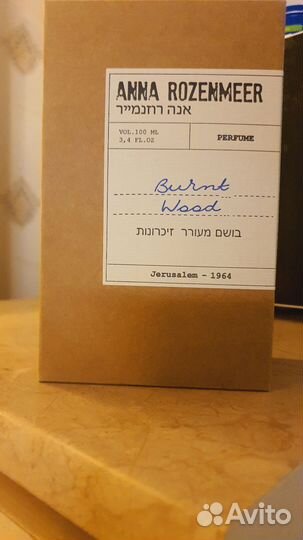 ANNA ROZENMEER
אנה רוזנמייר
VOL.100 ML
3,4 FL.OZ
PERFUME
Burnt
Wood
בושם מעורר זיכרונות
Jerusalem - 1964
Avito